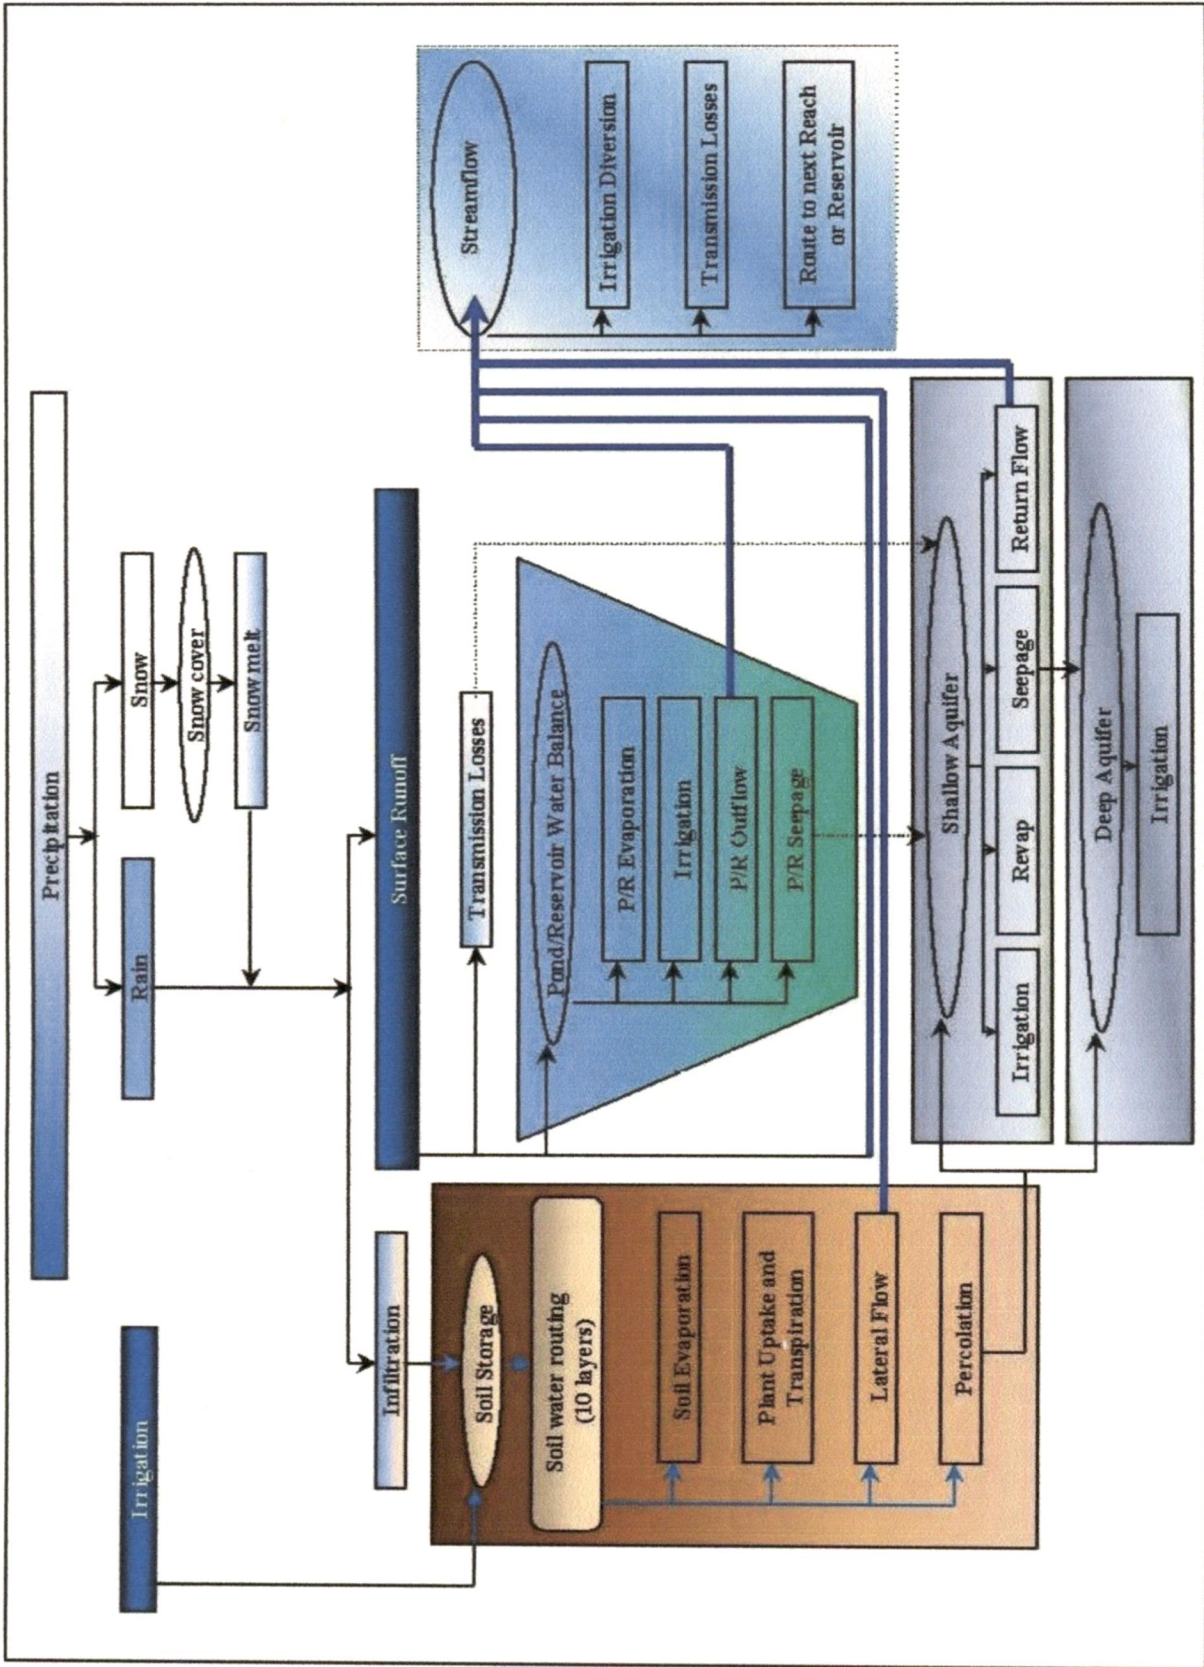 Precipitation
Irrigation
Rain
Snow
Snow cover
Snow melt
Infiltration
Surface Runoff
Soil Storage
Soil water routing
(10 layers)
Soil Evaporation
Plant Uptake and
Transpiration
Lateral Flow
Percolation
Transmission Losses
Pond/Reservoir Water Balance
P/R Evaporation
Irrigation
P/R Outflow
P/R Seepage
Streamflow
Irrigation Diversion
Transmission Losses
Route to next Reach
or Reservoir
Shallow Aquifer
Irrigation
Revap
Seepage
Return Flow
Deep Aquifer
Irrigation